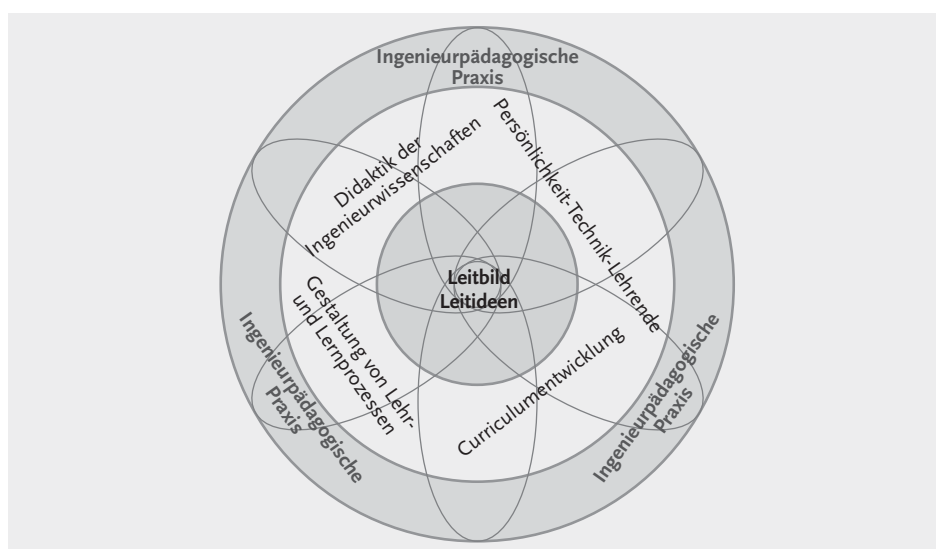 Ingenieurpädagogische
Praxis
Didaktik der
Ingenieurwissenschaften
Persönlichkeit-Technik-Lehrende
Leitbild
Leitideen
Gestaltung von Lehr-
und Lernprozessen
Curriculumentwicklung
Ingenieurpädagogische
Praxis
Ingenieurpädagogische
Praxis